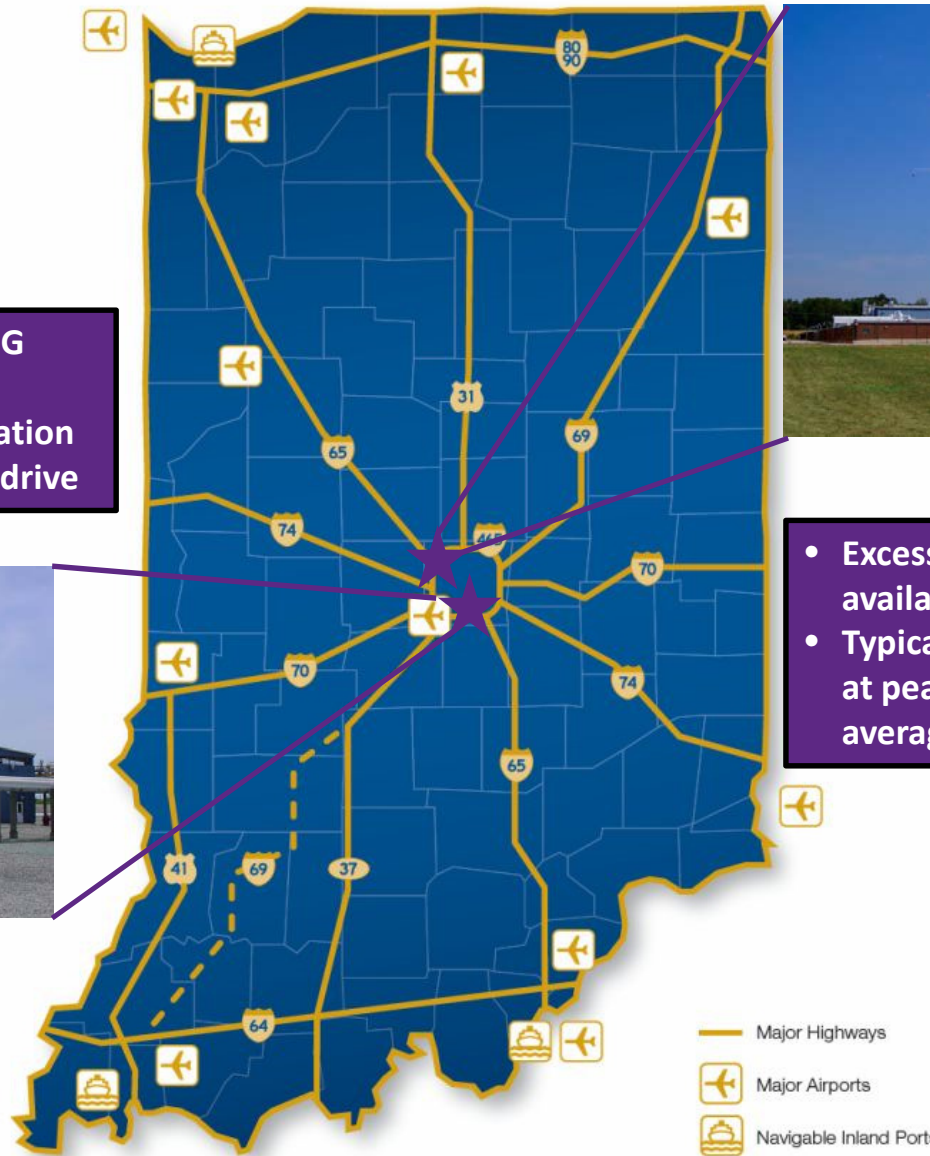 80
90
G
ation
drive
31
65
69
74
465
70
• Excess
availa
• Typica
at pea
averag
70
74
65
41
69
37
64
Major Highways
Major Airports
Navigable Inland Ports